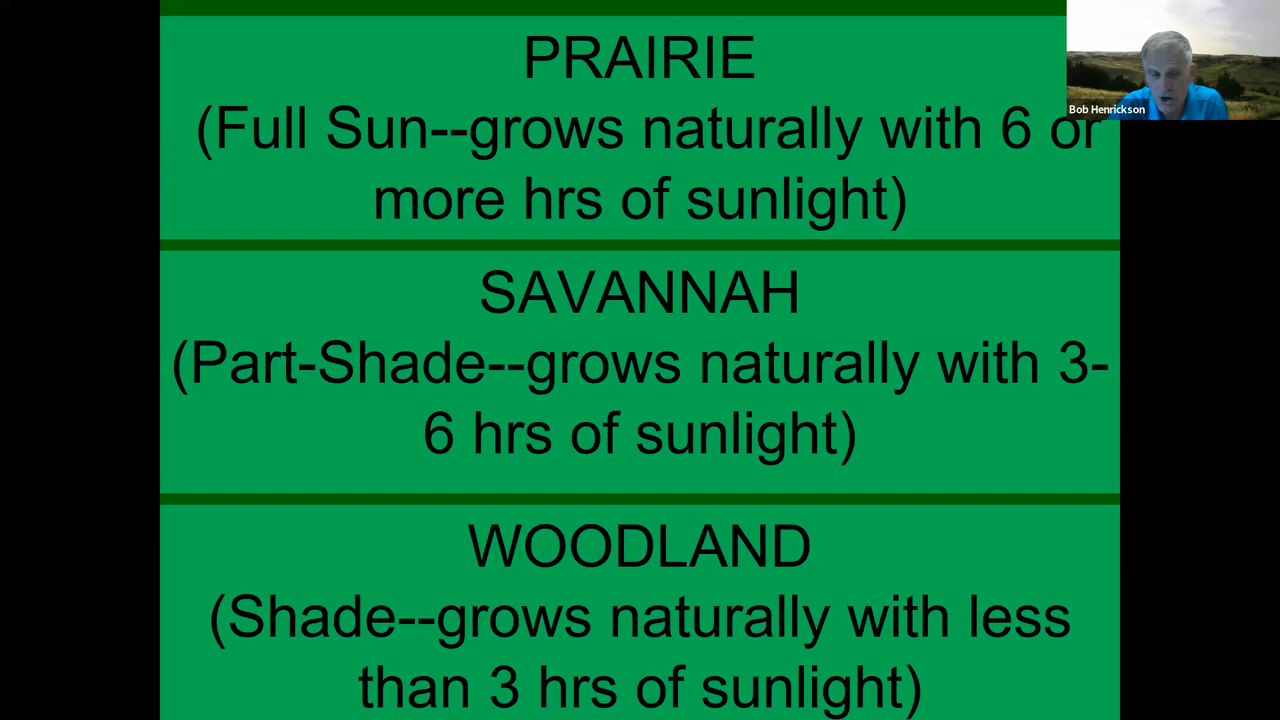 PRAIRIE
(Full Sun--grows naturally with 6 or
more hrs of sunlight)
Bob Henrickson
SAVANNAH
(Part-Shade--grows naturally with 3-
6 hrs of sunlight)
WOODLAND
(Shade--grows naturally with less
than 3 hrs of sunlight)